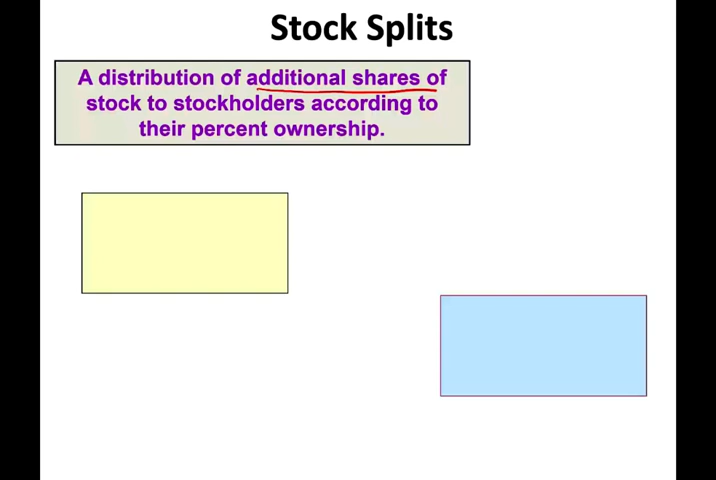 Stock Splits
A distribution of additional shares of
stock to stockholders according to
their percent ownership.